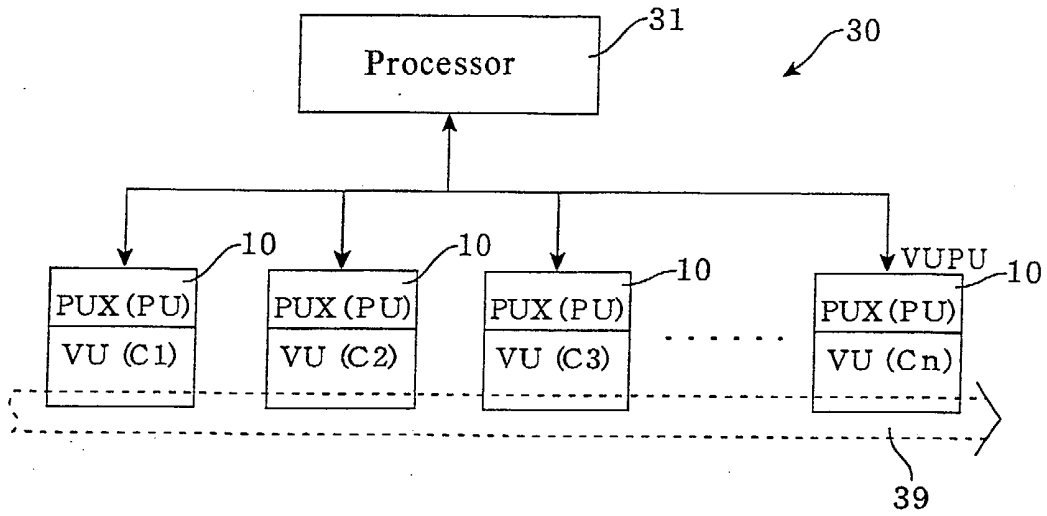 31
30
Processor
10
10
10
VUPU
10
PUX(PU)
PUX(PU)
PUX(PU)
PUX(PU)
VU (C1)
VU (C2)
VU (C3)
. . . . . .
VU (Cn)
39